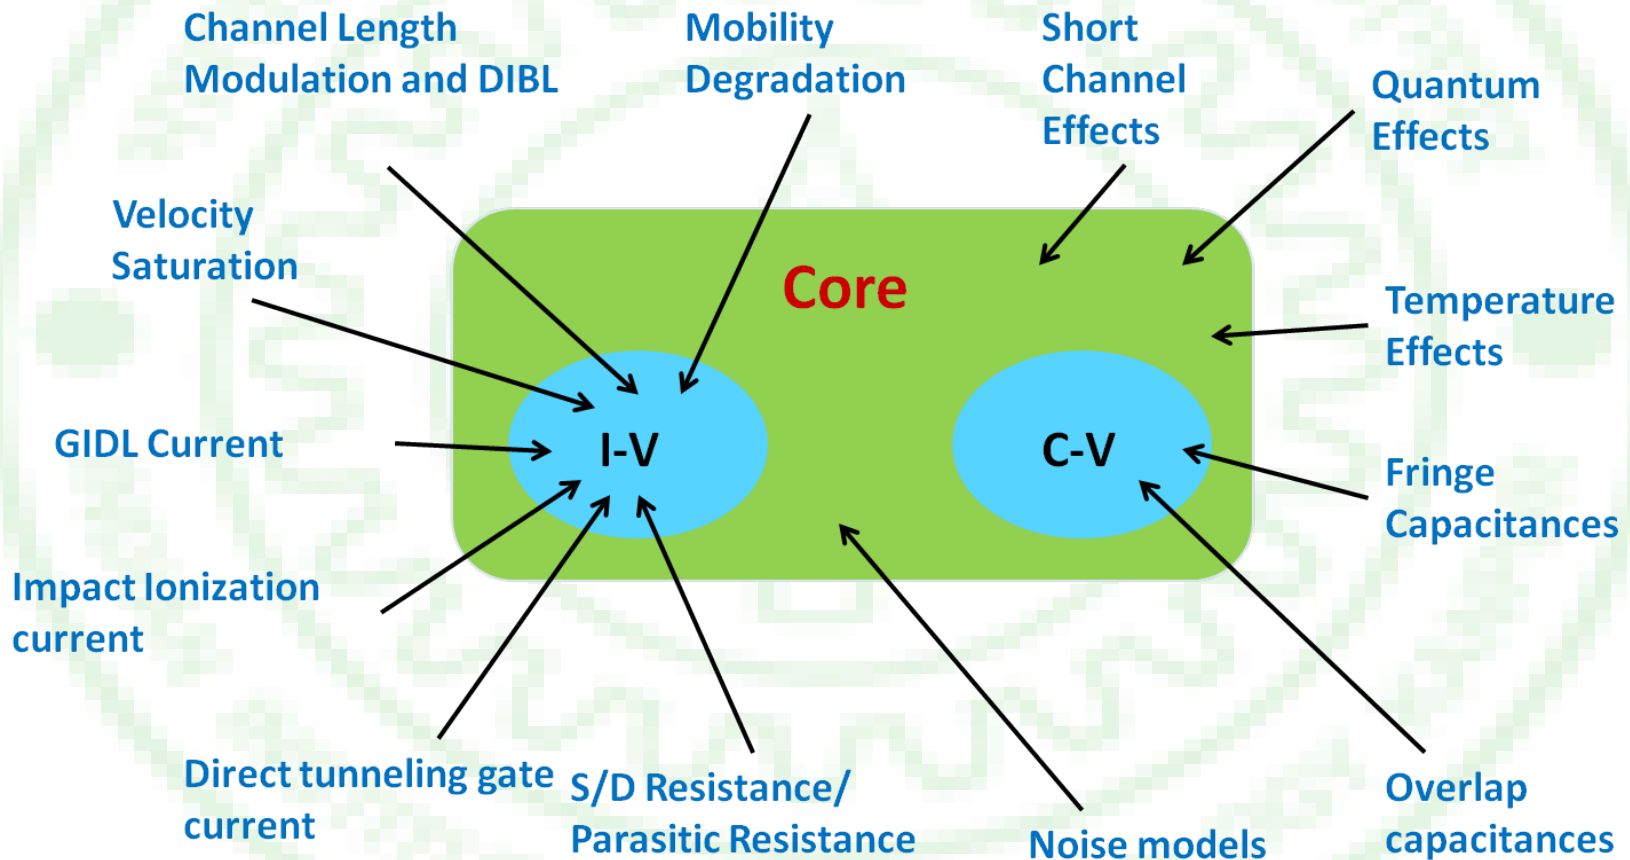 Channel Length
Modulation and DIBL
Mobility
Degradation
Short
Channel
Effects
Quantum
Effects
Velocity
Saturation
Core
Temperature
Effects
GIDL Current
I-V
C-V
Fringe
Capacitances
Impact Ionization
current
Direct tunneling gate
current
S/D Resistance/
Parasitic Resistance
Noise models
Overlap
capacitances